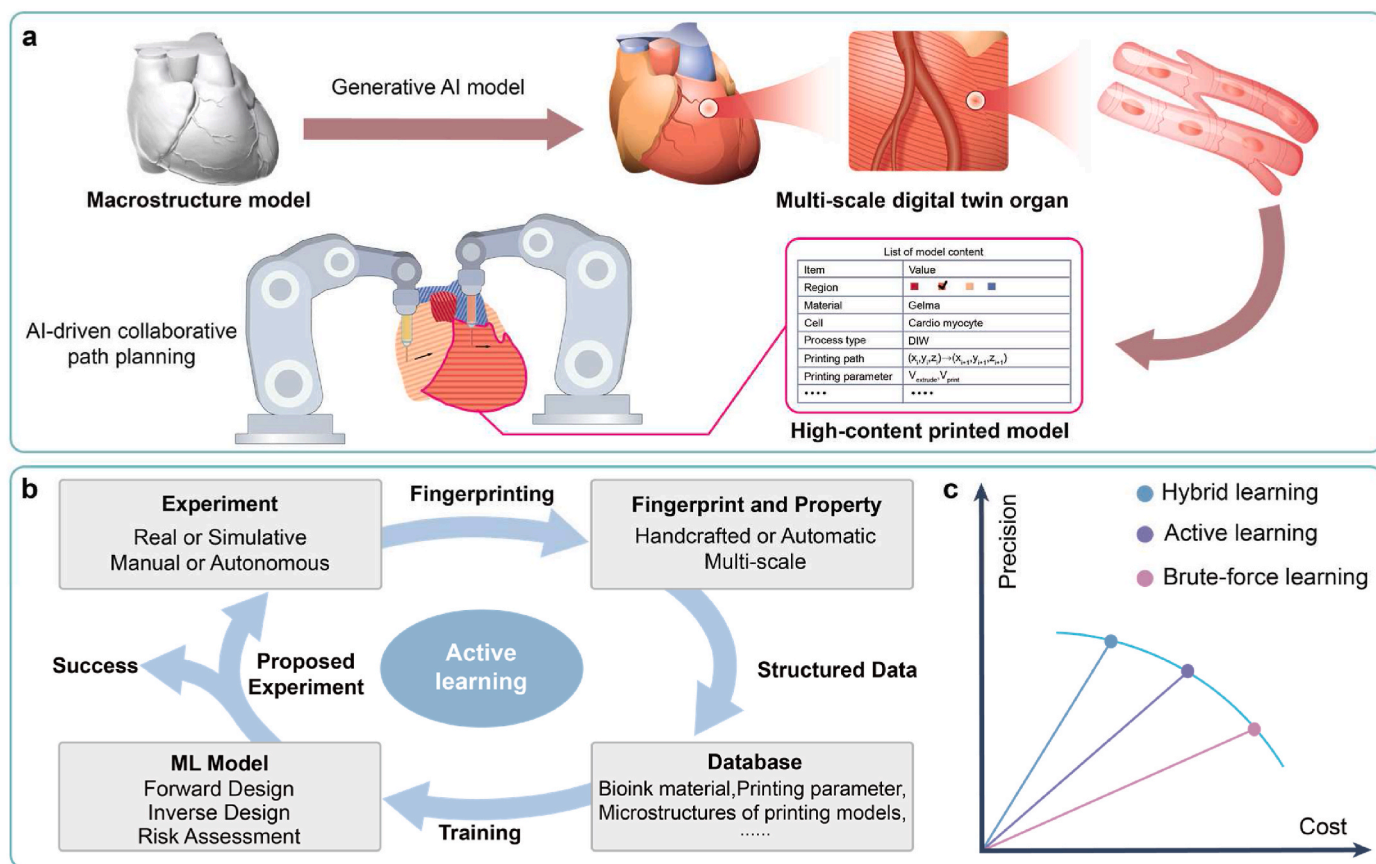 a
Generative AI model
Macrostructure model
Multi-scale digital twin organ
AI-driven collaborative
path planning
List of model content
Item Value
Region
Material Gelma
Cell Cardio myocyte
Process type DIW
Printing path (xᵢ,yᵢ,zᵢ)→(xᵢ₊₁,yᵢ₊₁,zᵢ₊₁)
Printing parameter V_extrude,V_print
•••• ••••
High-content printed model
b
Experiment
Real or Simulative
Manual or Autonomous
Fingerprinting
Fingerprint and Property
Handcrafted or Automatic
Multi-scale
Success
Proposed
Experiment
Active
learning
Structured Data
ML Model
Forward Design
Inverse Design
Risk Assessment
Training
Database
Bioink material,Printing parameter,
Microstructures of printing models,
......
c
Precision
Hybrid learning
Active learning
Brute-force learning
Cost